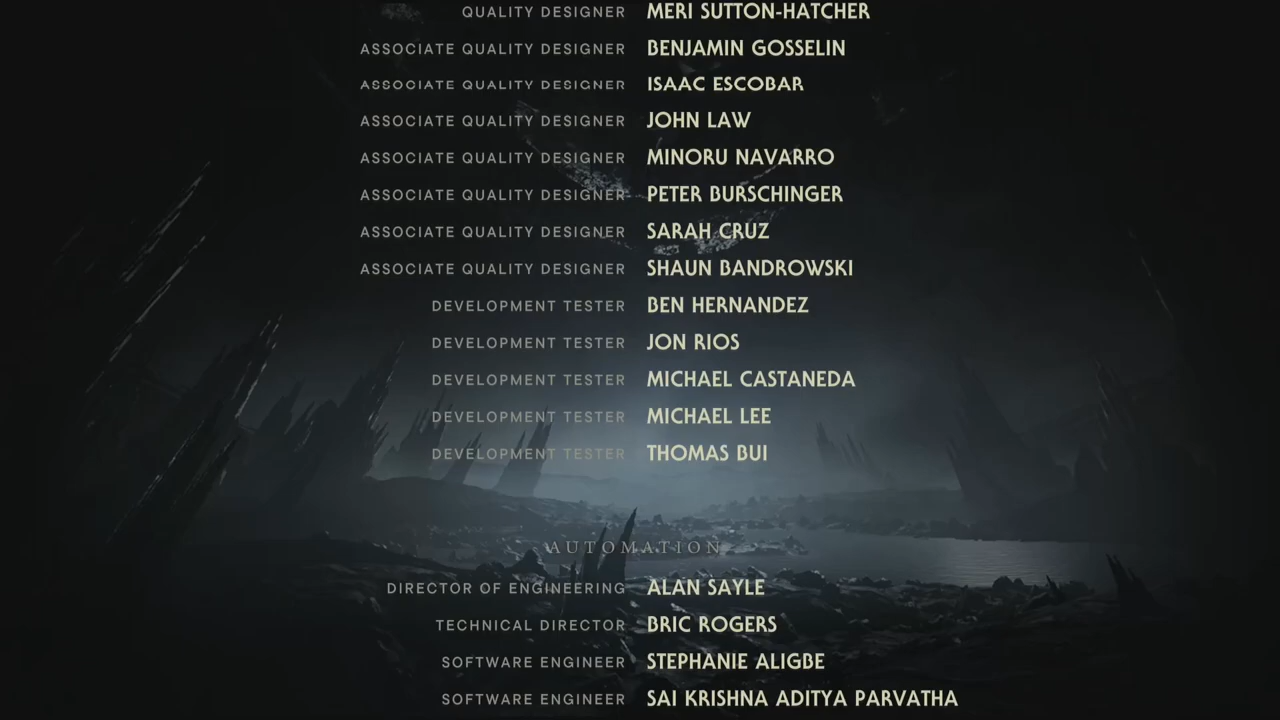 QUALITY DESIGNER MERI SUTTON-HATCHER
ASSOCIATE QUALITY DESIGNER BENJAMIN GOSSELIN
ASSOCIATE QUALITY DESIGNER ISAAC ESCOBAR
ASSOCIATE QUALITY DESIGNER JOHN LAW
ASSOCIATE QUALITY DESIGNER MINORU NAVARRO
ASSOCIATE QUALITY DESIGNER PETER BURSCHINGER
ASSOCIATE QUALITY DESIGNER SARAH CRUZ
ASSOCIATE QUALITY DESIGNER SHAUN BANDROWSKI
DEVELOPMENT TESTER BEN HERNANDEZ
DEVELOPMENT TESTER JON RIOS
DEVELOPMENT TESTER MICHAEL CASTANEDA
DEVELOPMENT TESTER MICHAEL LEE
DEVELOPMENT TESTER THOMAS BUI
AUTOMATION
DIRECTOR OF ENGINEERING ALAN SAYLE
TECHNICAL DIRECTOR BRIC ROGERS
SOFTWARE ENGINEER STEPHANIE ALIGBE
SOFTWARE ENGINEER SAI KRISHNA ADITYA PARVATHA